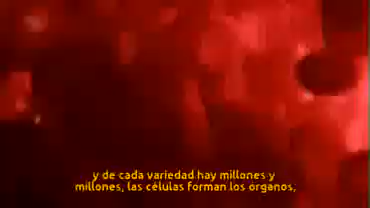 y de cada variedad hay millones y
millones, las células forman los órganos,